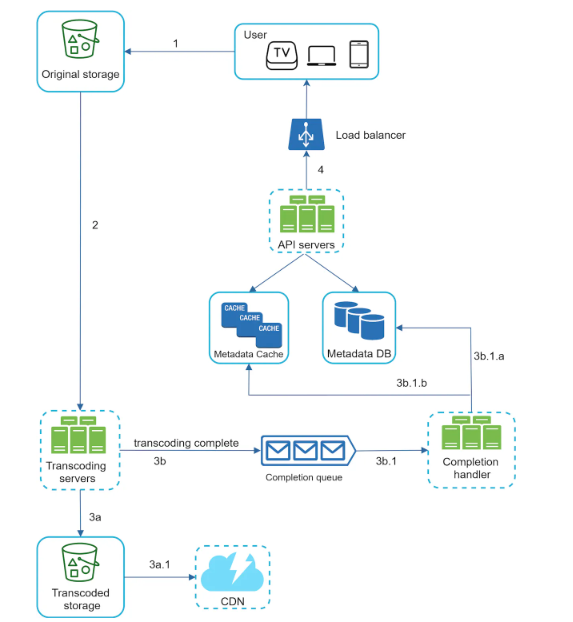 User
TV
1
Original storage
Load balancer
4
2
API servers
CACHE
CACHE
CACHE
Metadata Cache
Metadata DB
3b.1.a
3b.1.b
transcoding complete
3b
3b.1
Transcoding
servers
Completion queue
Completion
handler
3a
3a.1
Transcoded
storage
CDN